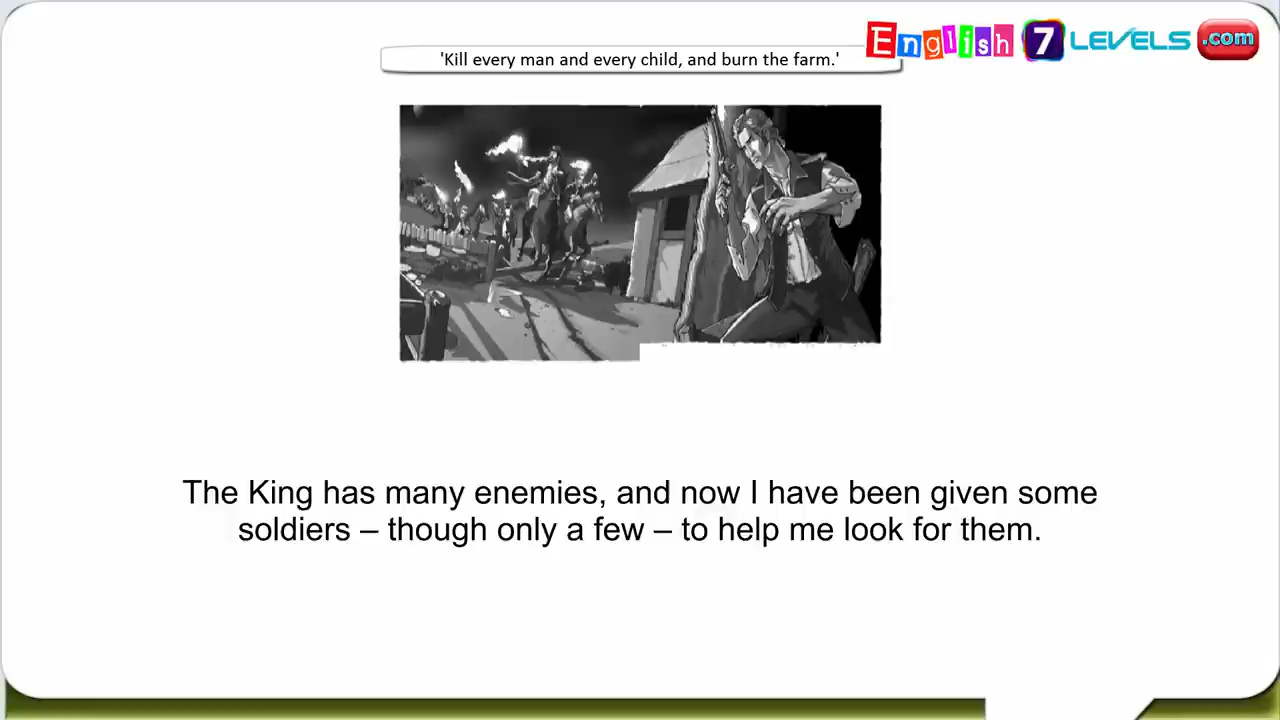 English 7 LEVELS .com
'Kill every man and every child, and burn the farm.'
The King has many enemies, and now I have been given some
soldiers – though only a few – to help me look for them.